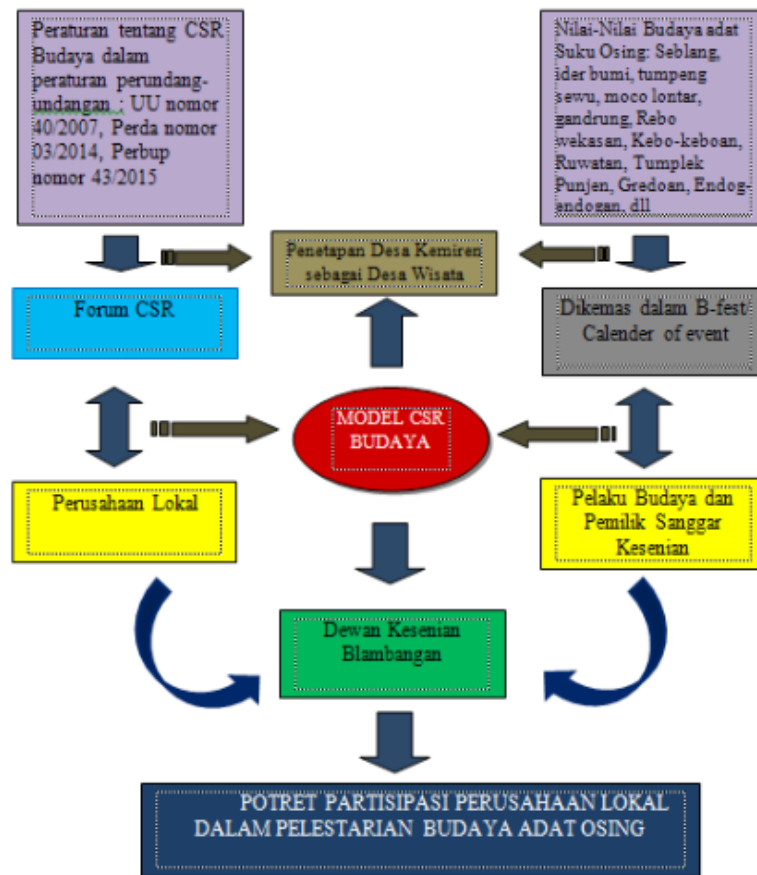 Peraturan tentang CSR
Budaya dalam
peraturan perundang-
undangan : UU nomor
40/2007, Perda nomor
03/2014, Perbup
nomor 43/2015
Nilai-Nilai Budaya adat
Suku Osing: Seblang,
ider bumi, tumpeng
sewu, moco lontar,
gandrung, Rebo
wekasan, Kebo-keboan,
Ruwatan, Tumplek
Punjen, Gredoan, Endog-
endogan, dll
Penetapan Desa Kemiren
sebagai Desa Wisata
Forum CSR
Dikemas dalam B-fest/
Calender of event
MODEL CSR
BUDAYA
Perusahaan Lokal
Pelaku Budaya dan
Pemilik Sanggar
Kesenian
Dewan Kesenian
Blambangan
POTRET PARTISIPASI PERUSAHAAN LOKAL
DALAM PELESTARIAN BUDAYA ADAT OSING